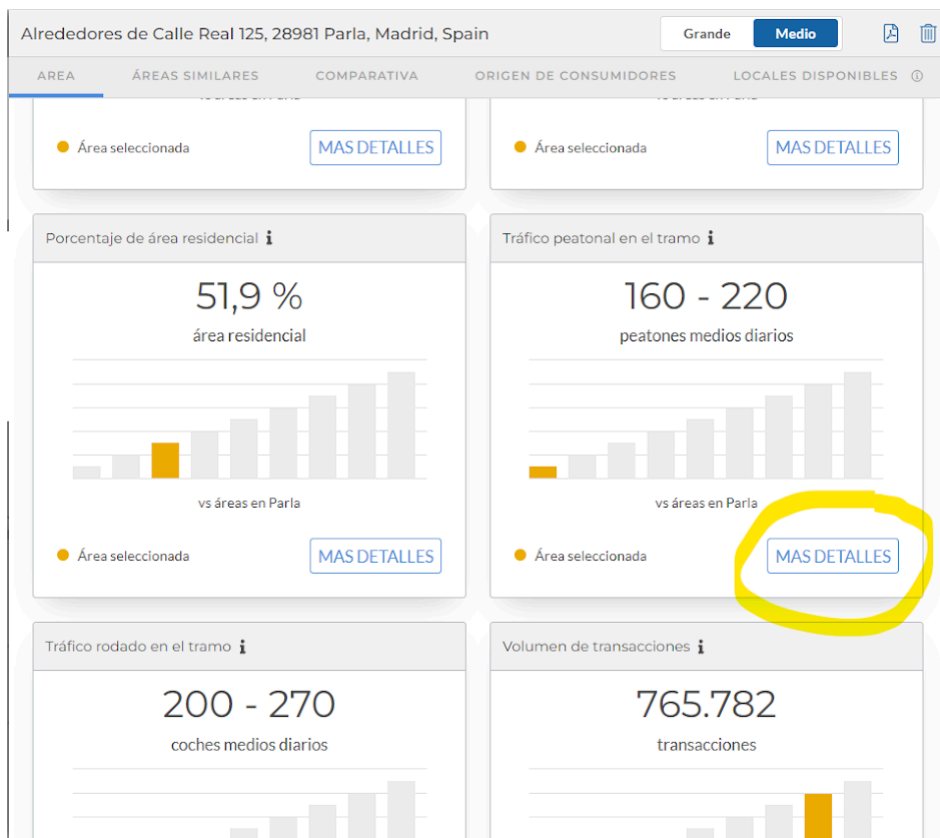 Alrededores de Calle Real 125, 28981 Parla, Madrid, Spain
Grande Medio
AREA ÁREAS SIMILARES COMPARATIVA ORIGEN DE CONSUMIDORES LOCALES DISPONIBLES
Área seleccionada MAS DETALLES
Área seleccionada MAS DETALLES
Porcentaje de área residencial
51,9 %
área residencial
vs áreas en Parla
Área seleccionada MAS DETALLES
Tráfico peatonal en el tramo
160 - 220
peatones medios diarios
vs áreas en Parla
Área seleccionada MAS DETALLES
Tráfico rodado en el tramo
200 - 270
coches medios diarios
Volumen de transacciones
765.782
transacciones